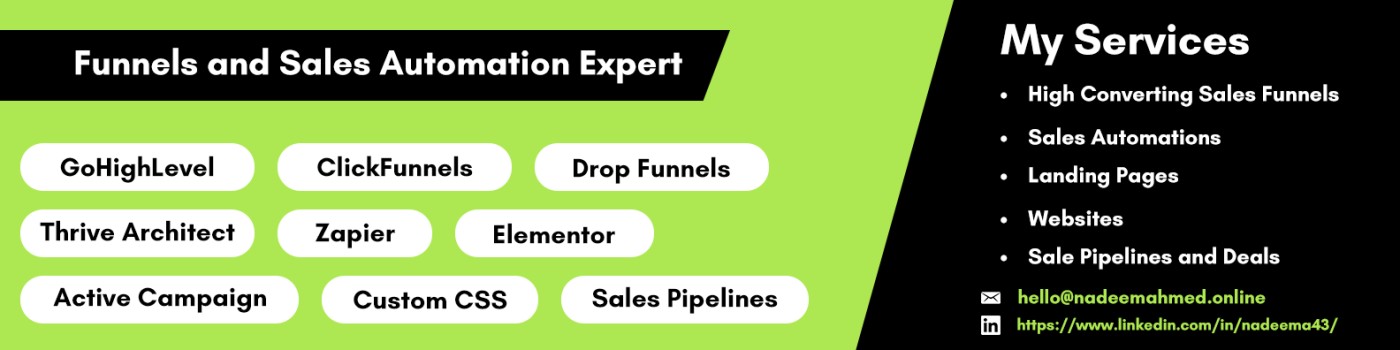 Funnels and Sales Automation Expert
GoHighLevel
ClickFunnels
Drop Funnels
Thrive Architect
Zapier
Elementor
Active Campaign
Custom CSS
Sales Pipelines
My Services
• High Converting Sales Funnels
• Sales Automations
• Landing Pages
• Websites
• Sale Pipelines and Deals
hello@nadeemahmed.online
in
https://www.linkedin.com/in/nadeema43/